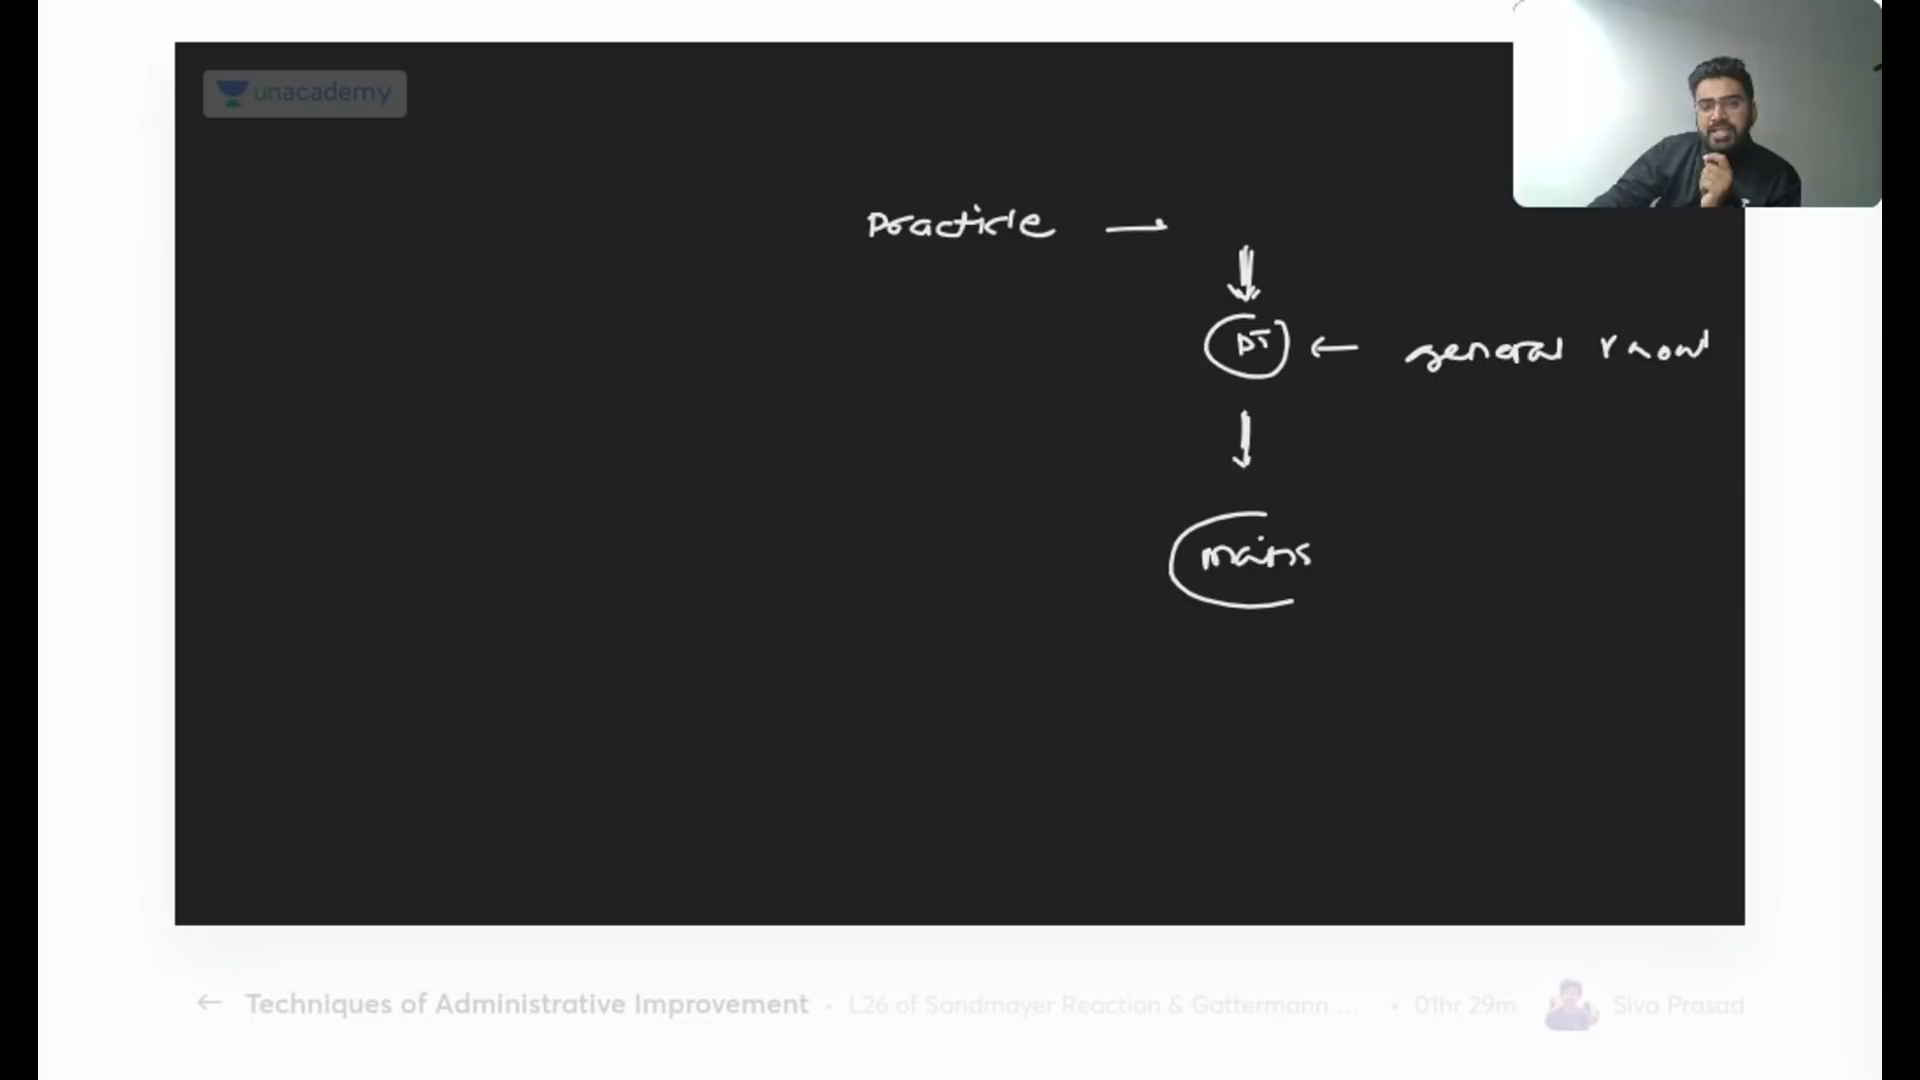 unacademy
Practicle →
PT ← general know
mains
← Techniques of Administrative Improvement • L26 of Sandmayer Reaction & Gattermann ... • 01hr 29m Siva Prasad